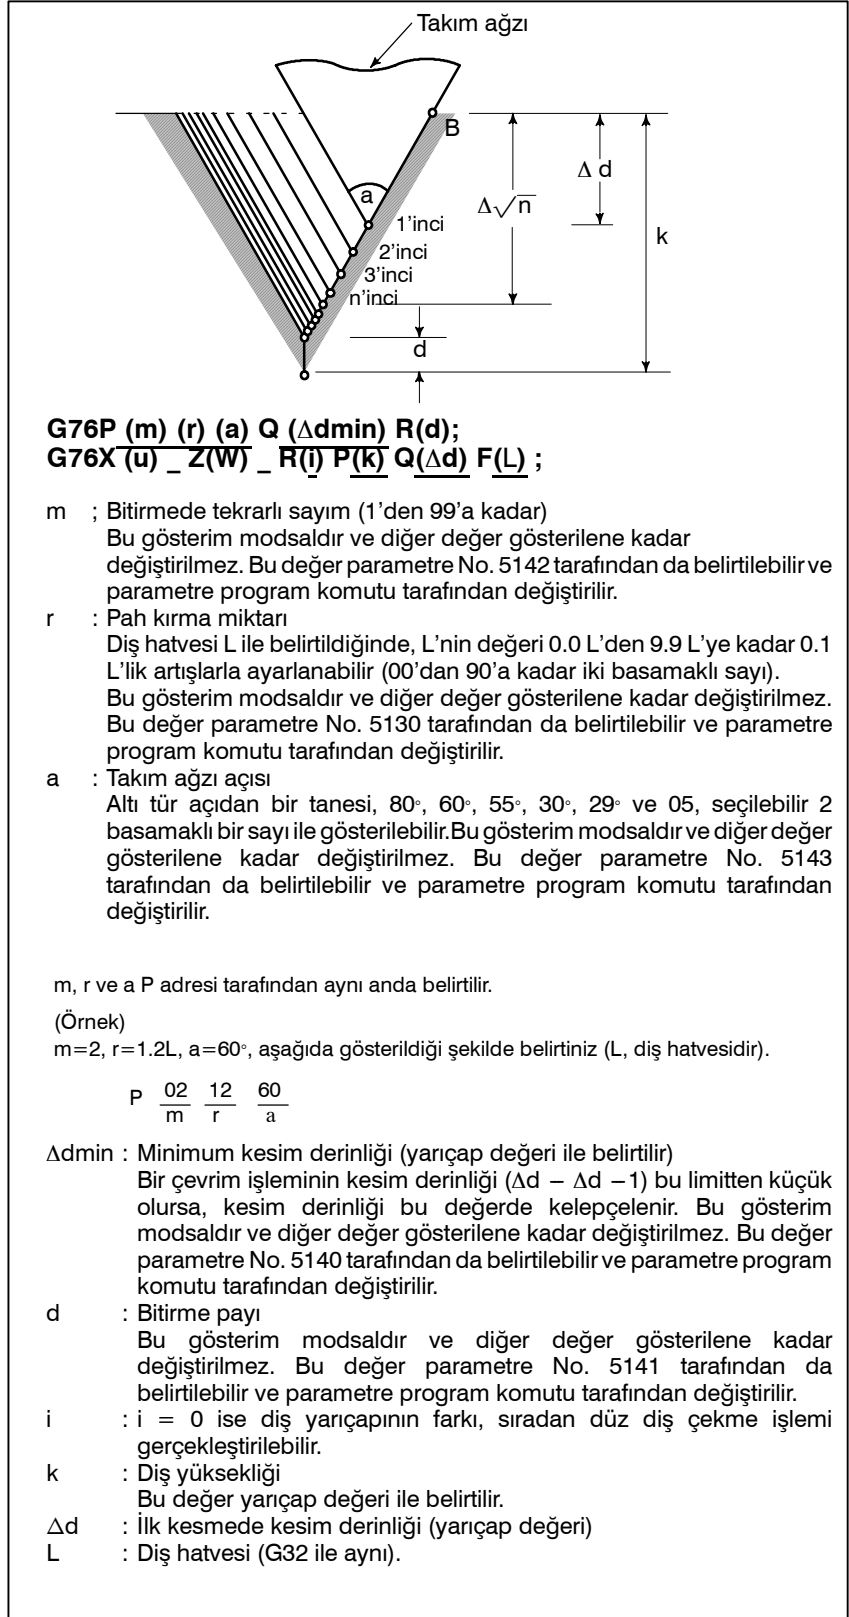 Takım ağzı
B
Δ d
a
Δ√n
1'inci
k
2'inci
3'inci
n'inci
d
G76P (m) (r) (a) Q (Δdmin) R(d);
G76X (u) _ Z(W) _ R(i) P(k) Q(Δd) F(L) ;
m ; Bitirmede tekrarlı sayım (1'den 99'a kadar)
Bu gösterim modsaldır ve diğer değer gösterilene kadar
değiştirilmez. Bu değer parametre No. 5142 tarafından da belirtilebilir ve
parametre program komutu tarafından değiştirilir.
r : Pah kırma miktarı
Diş hatvesi L ile belirtildiğinde, L'nin değeri 0.0 L'den 9.9 L'ye kadar 0.1
L'lik artışlarla ayarlanabilir (00'dan 90'a kadar iki basamaklı sayı).
Bu gösterim modsaldır ve diğer değer gösterilene kadar değiştirilmez.
Bu değer parametre No. 5130 tarafından da belirtilebilir ve parametre
program komutu tarafından değiştirilir.
a : Takım ağzı açısı
Altı tür açıdan bir tanesi, 80°, 60°, 55°, 30°, 29° ve 05, seçilebilir 2
basamaklı bir sayı ile gösterilebilir.Bu gösterim modsaldır ve diğer değer
gösterilene kadar değiştirilmez. Bu değer parametre No. 5143
tarafından da belirtilebilir ve parametre program komutu tarafından
değiştirilir.
m, r ve a P adresi tarafından aynı anda belirtilir.
(Örnek)
m=2, r=1.2L, a=60°, aşağıda gösterildiği şekilde belirtiniz (L, diş hatvesidir).
P 02 12 60
m r a
Δdmin : Minimum kesim derinliği (yarıçap değeri ile belirtilir)
Bir çevrim işleminin kesim derinliği (Δd − Δd −1) bu limitten küçük
olursa, kesim derinliği bu değerde kelepçelenir. Bu gösterim
modsaldır ve diğer değer gösterilene kadar değiştirilmez. Bu değer
parametre No. 5140 tarafından da belirtilebilir ve parametre program
komutu tarafından değiştirilir.
d : Bitirme payı
Bu gösterim modsaldır ve diğer değer gösterilene kadar
değiştirilmez. Bu değer parametre No. 5141 tarafından da
belirtilebilir ve parametre program komutu tarafından değiştirilir.
i : i = 0 ise diş yarıçapının farkı, sıradan düz diş çekme işlemi
gerçekleştirilebilir.
k : Diş yüksekliği
Bu değer yarıçap değeri ile belirtilir.
Δd : İlk kesmede kesim derinliği (yarıçap değeri)
L : Diş hatvesi (G32 ile aynı).